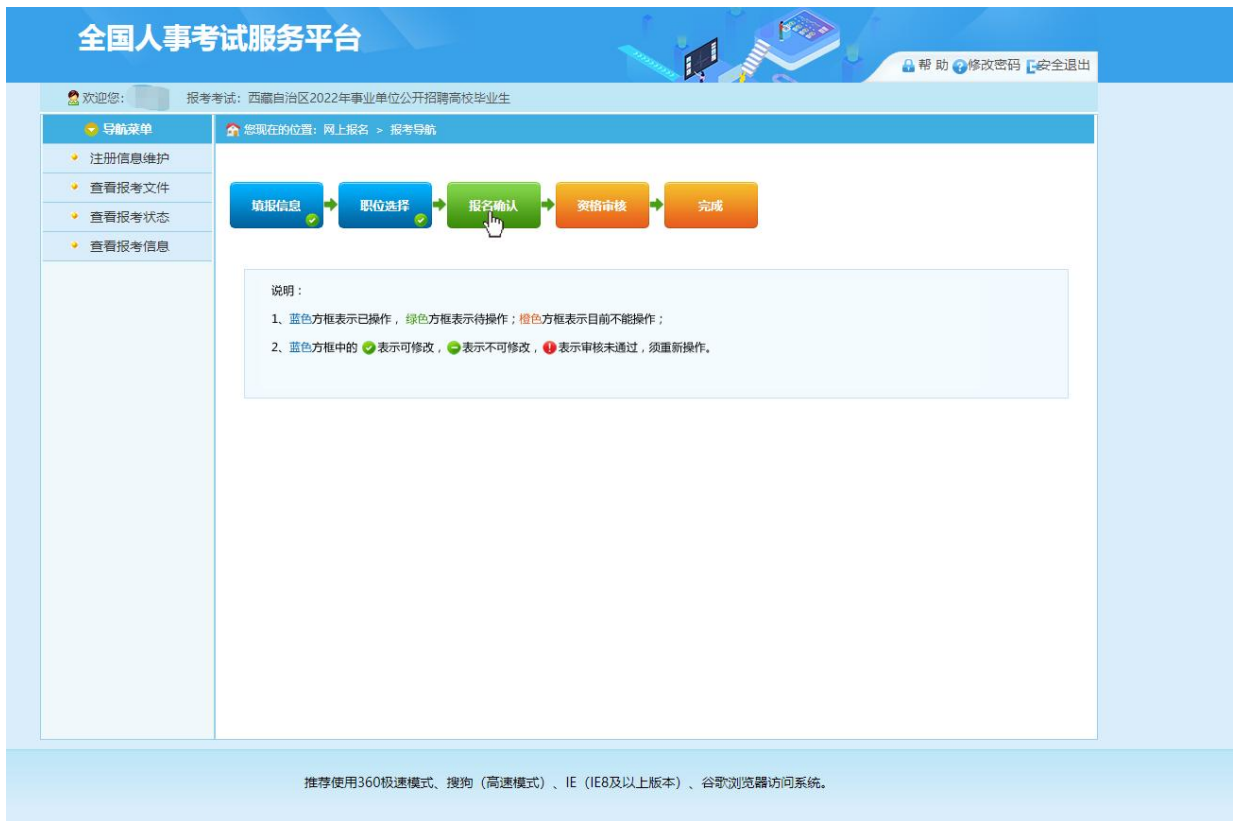 全国人事考试服务平台
帮 助 修改密码 安全退出
欢迎您: 报考考试: 西藏自治区2022年事业单位公开招聘高校毕业生
导航菜单
您现在的位置: 网上报名 > 报考导航
注册信息维护
查看报考文件
查看报考状态
查看报考信息
填报信息 职位选择 报名确认 资格审核 完成
说明：
1、蓝色方框表示已操作，绿色方框表示待操作；橙色方框表示目前不能操作；
2、蓝色方框中的 表示可修改， 表示不可修改， 表示审核未通过，须重新操作。
推荐使用360极速模式、搜狗（高速模式）、IE（IE8及以上版本）、谷歌浏览器访问系统。